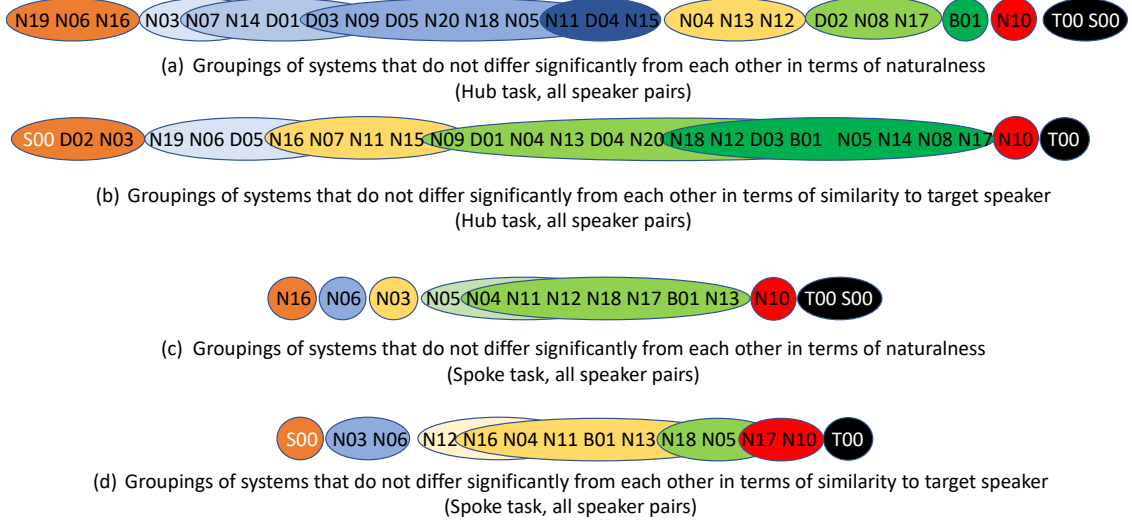 N19 N06 N16 N03 N07 N14 D01 D03 N09 D05 N20 N18 N05 N11 D04 N15 N04 N13 N12 D02 N08 N17 B01 N10 T00 S00
(a) Groupings of systems that do not differ significantly from each other in terms of naturalness
(Hub task, all speaker pairs)
S00 D02 N03 N19 N06 D05 N16 N07 N11 N15 N09 D01 N04 N13 D04 N20 N18 N12 D03 B01 N05 N14 N08 N17 N10 T00
(b) Groupings of systems that do not differ significantly from each other in terms of similarity to target speaker
(Hub task, all speaker pairs)
N16 N06 N03 N05 N04 N11 N12 N18 N17 B01 N13 N10 T00 S00
(c) Groupings of systems that do not differ significantly from each other in terms of naturalness
(Spoke task, all speaker pairs)
S00 N03 N06 N12 N16 N04 N11 B01 N13 N18 N05 N17 N10 T00
(d) Groupings of systems that do not differ significantly from each other in terms of similarity to target speaker
(Spoke task, all speaker pairs)